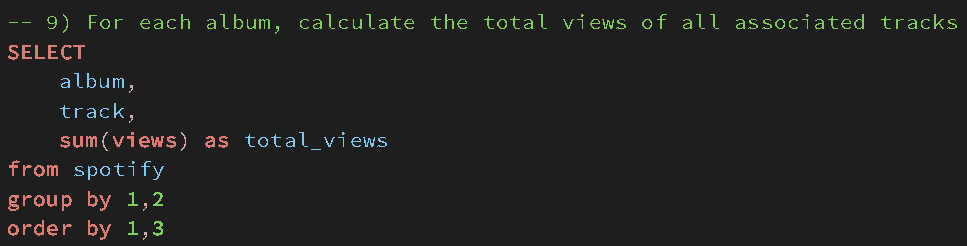 -- 9) For each album, calculate the total views of all associated tracks
SELECT
    album,
    track,
    sum(views) as total_views
from spotify
group by 1,2
order by 1,3